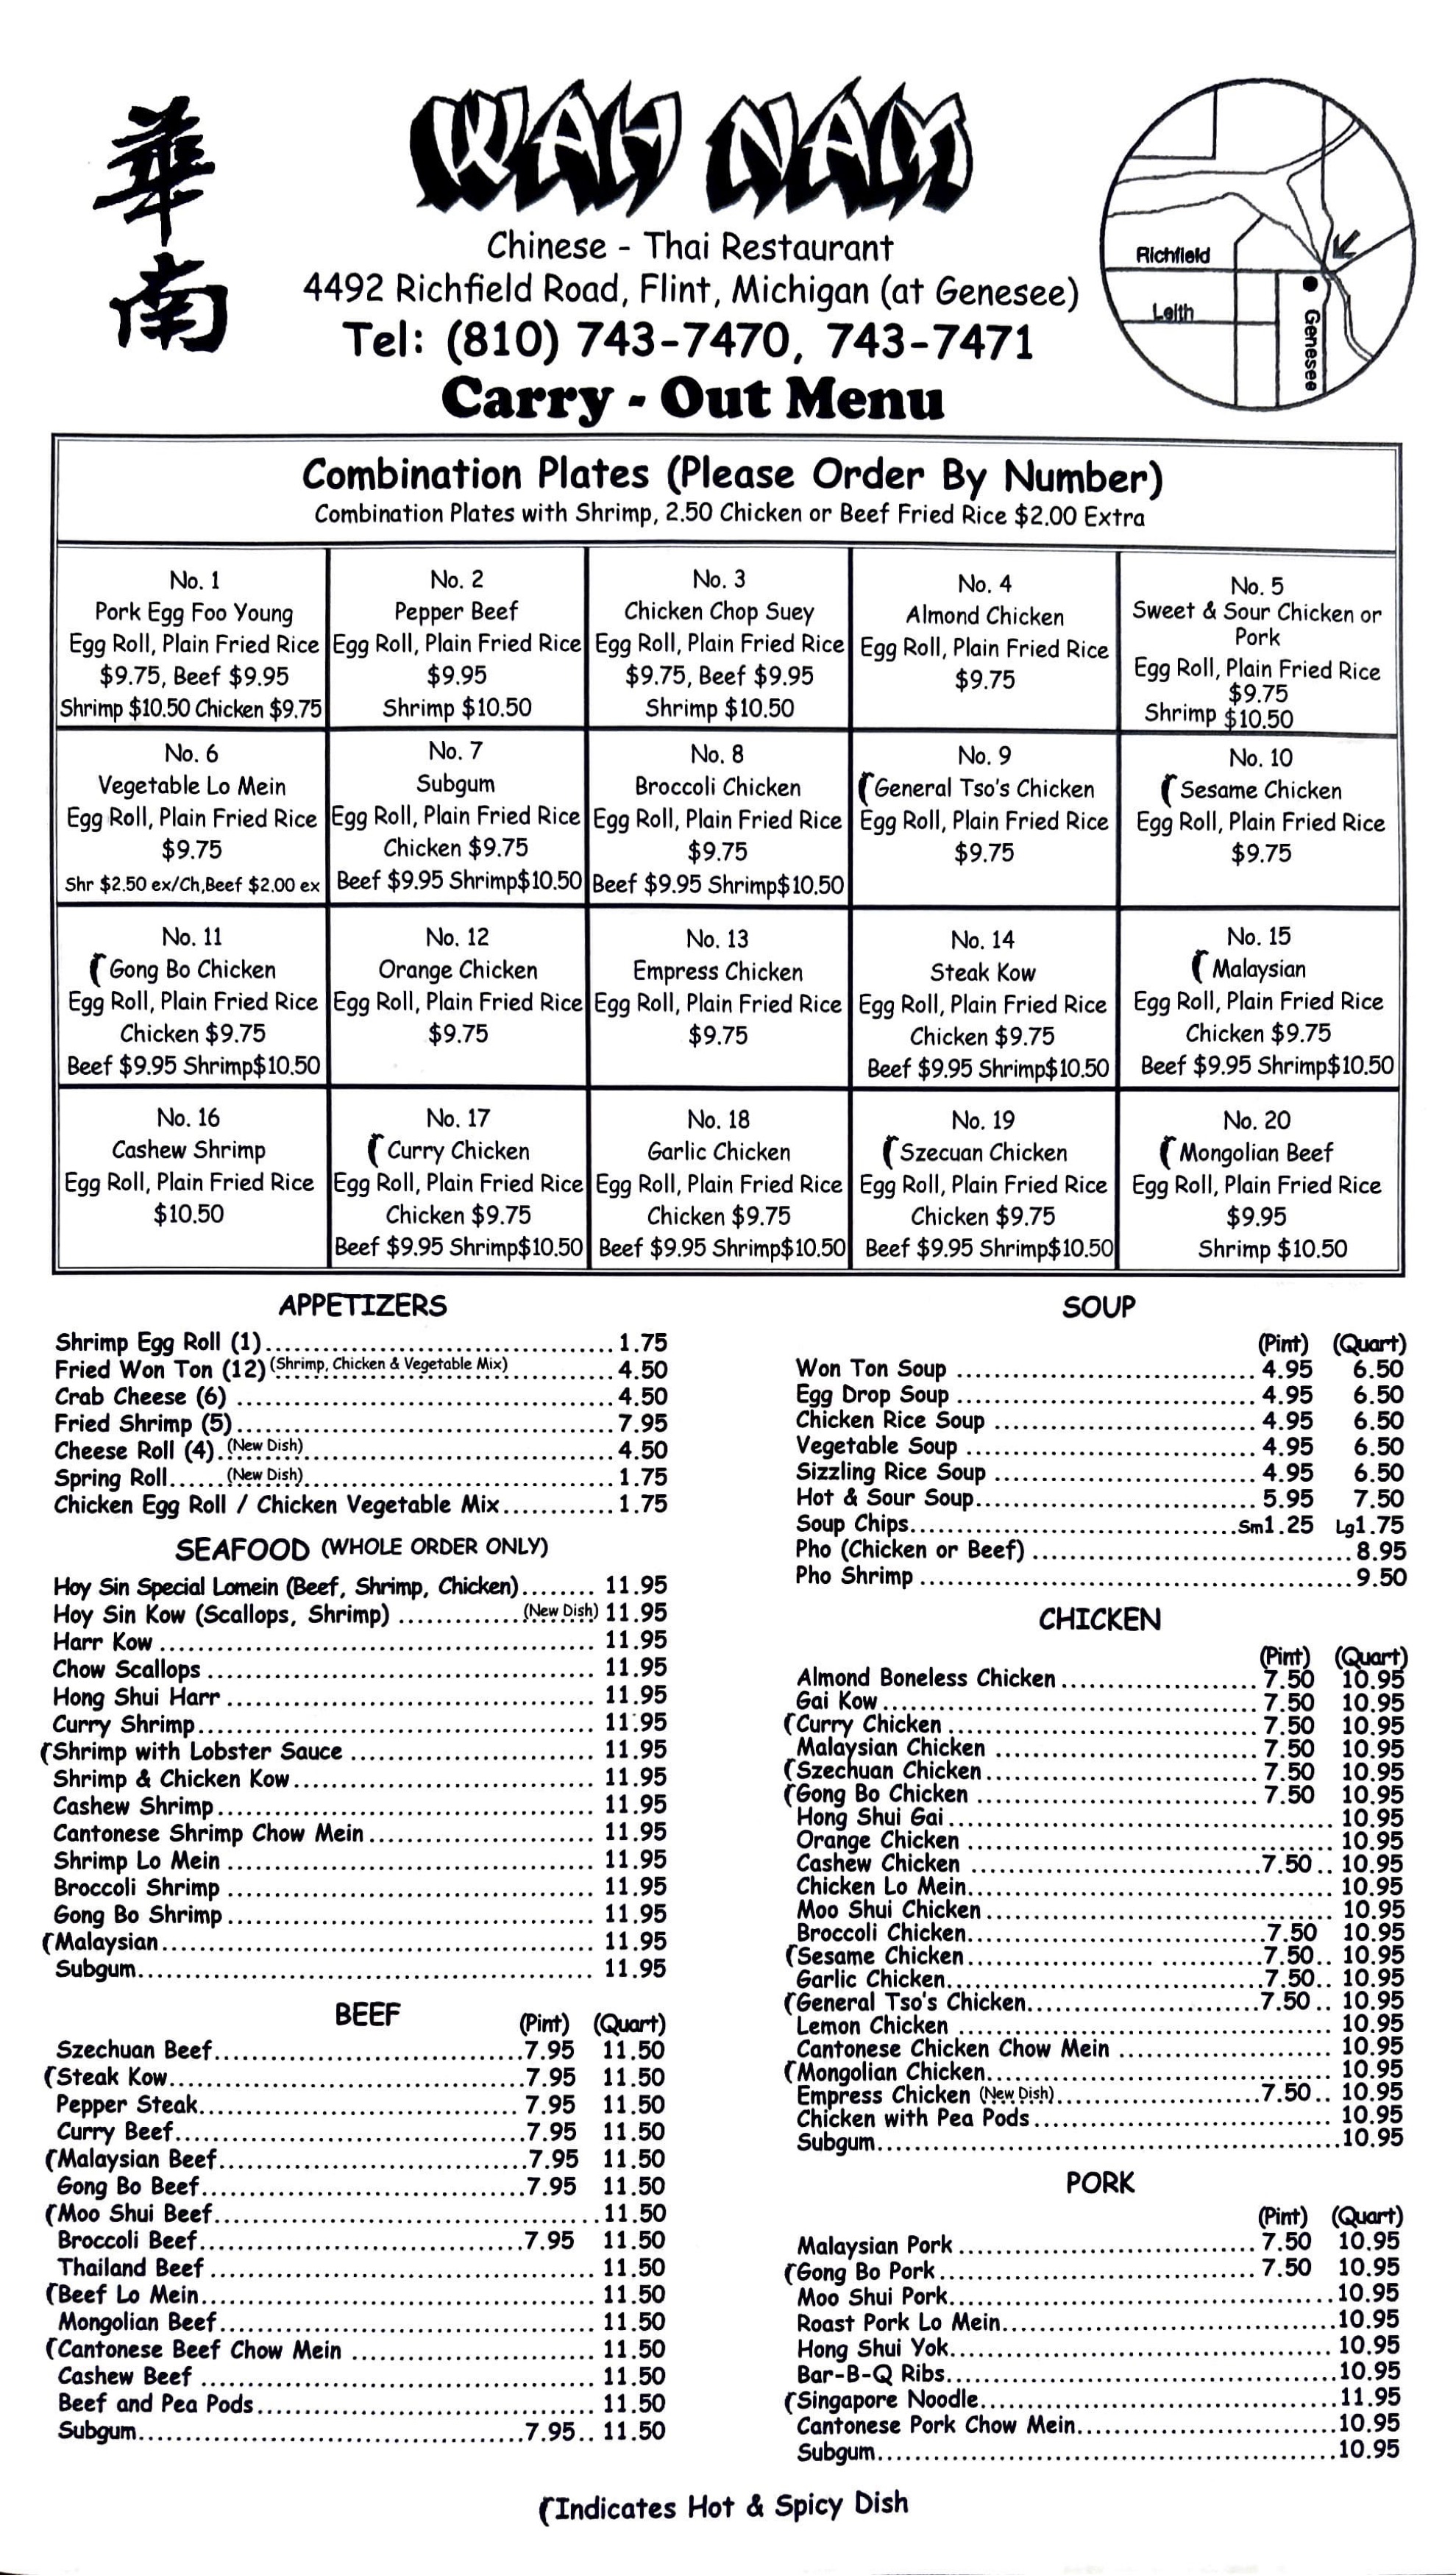 華
南
WAH NAM
Chinese - Thai Restaurant
4492 Richfield Road, Flint, Michigan (at Genesee)
Tel: (810) 743-7470, 743-7471
Carry - Out Menu
Richfield
Leith
Genesee
Combination Plates (Please Order By Number)
Combination Plates with Shrimp, 2.50 Chicken or Beef Fried Rice $2.00 Extra
No. 1
Pork Egg Foo Young
Egg Roll, Plain Fried Rice
$9.75, Beef $9.95
Shrimp $10.50 Chicken $9.75
No. 2
Pepper Beef
Egg Roll, Plain Fried Rice
$9.95
Shrimp $10.50
No. 3
Chicken Chop Suey
Egg Roll, Plain Fried Rice
$9.75, Beef $9.95
Shrimp $10.50
No. 4
Almond Chicken
Egg Roll, Plain Fried Rice
$9.75
No. 5
Sweet & Sour Chicken or
Pork
Egg Roll, Plain Fried Rice
$9.75
Shrimp $10.50
No. 6
Vegetable Lo Mein
Egg Roll, Plain Fried Rice
$9.75
Shr $2.50 ex/Ch,Beef $2.00 ex
No. 7
Subgum
Egg Roll, Plain Fried Rice
Chicken $9.75
Beef $9.95 Shrimp$10.50
No. 8
Broccoli Chicken
Egg Roll, Plain Fried Rice
$9.75
Beef $9.95 Shrimp$10.50
No. 9
General Tso's Chicken
Egg Roll, Plain Fried Rice
$9.75
No. 10
Sesame Chicken
Egg Roll, Plain Fried Rice
$9.75
No. 11
Gong Bo Chicken
Egg Roll, Plain Fried Rice
Chicken $9.75
Beef $9.95 Shrimp$10.50
No. 12
Orange Chicken
Egg Roll, Plain Fried Rice
$9.75
No. 13
Empress Chicken
Egg Roll, Plain Fried Rice
$9.75
No. 14
Steak Kow
Egg Roll, Plain Fried Rice
Chicken $9.75
Beef $9.95 Shrimp$10.50
No. 15
Malaysian
Egg Roll, Plain Fried Rice
Chicken $9.75
Beef $9.95 Shrimp$10.50
No. 16
Cashew Shrimp
Egg Roll, Plain Fried Rice
$10.50
No. 17
Curry Chicken
Egg Roll, Plain Fried Rice
Chicken $9.75
Beef $9.95 Shrimp$10.50
No. 18
Garlic Chicken
Egg Roll, Plain Fried Rice
Chicken $9.75
Beef $9.95 Shrimp$10.50
No. 19
Szecuan Chicken
Egg Roll, Plain Fried Rice
Chicken $9.75
Beef $9.95 Shrimp$10.50
No. 20
Mongolian Beef
Egg Roll, Plain Fried Rice
$9.95
Shrimp $10.50
APPETIZERS
Shrimp Egg Roll (1) 1.75
Fried Won Ton (12) (Shrimp, Chicken & Vegetable Mix) 4.50
Crab Cheese (6) 4.50
Fried Shrimp (5) 7.95
Cheese Roll (4) (New Dish) 4.50
Spring Roll (New Dish) 1.75
Chicken Egg Roll / Chicken Vegetable Mix 1.75
SEAFOOD (WHOLE ORDER ONLY)
Hoy Sin Special Lomein (Beef, Shrimp, Chicken) 11.95
Hoy Sin Kow (Scallops, Shrimp) (New Dish) 11.95
Harr Kow 11.95
Chow Scallops 11.95
Hong Shui Harr 11.95
Curry Shrimp 11.95
Shrimp with Lobster Sauce 11.95
Shrimp & Chicken Kow 11.95
Cashew Shrimp 11.95
Cantonese Shrimp Chow Mein 11.95
Shrimp Lo Mein 11.95
Broccoli Shrimp 11.95
Gong Bo Shrimp 11.95
Malaysian 11.95
Subgum 11.95
BEEF
(Pint) (Quart)
Szechuan Beef 7.95 11.50
Steak Kow 7.95 11.50
Pepper Steak 7.95 11.50
Curry Beef 7.95 11.50
Malaysian Beef 7.95 11.50
Gong Bo Beef 7.95 11.50
Moo Shui Beef 11.50
Broccoli Beef 7.95 11.50
Thailand Beef 11.50
Beef Lo Mein 11.50
Mongolian Beef 11.50
Cantonese Beef Chow Mein 11.50
Cashew Beef 11.50
Beef and Pea Pods 11.50
Subgum 7.95 11.50
SOUP
(Pint) (Quart)
Won Ton Soup 4.95 6.50
Egg Drop Soup 4.95 6.50
Chicken Rice Soup 4.95 6.50
Vegetable Soup 4.95 6.50
Sizzling Rice Soup 4.95 6.50
Hot & Sour Soup 5.95 7.50
Soup Chips Sm1.25 Lg1.75
Pho (Chicken or Beef) 8.95
Pho Shrimp 9.50
CHICKEN
(Pint) (Quart)
Almond Boneless Chicken 7.50 10.95
Gai Kow 7.50 10.95
Curry Chicken 7.50 10.95
Malaysian Chicken 7.50 10.95
Szechuan Chicken 7.50 10.95
Gong Bo Chicken 7.50 10.95
Hong Shui Gai 10.95
Orange Chicken 10.95
Cashew Chicken 7.50 10.95
Chicken Lo Mein 10.95
Moo Shui Chicken 10.95
Broccoli Chicken 7.50 10.95
Sesame Chicken 7.50 10.95
Garlic Chicken 7.50 10.95
General Tso's Chicken 7.50 10.95
Lemon Chicken 10.95
Cantonese Chicken Chow Mein 10.95
Mongolian Chicken 10.95
Empress Chicken (New Dish) 7.50 10.95
Chicken with Pea Pods 10.95
Subgum 10.95
PORK
(Pint) (Quart)
Malaysian Pork 7.50 10.95
Gong Bo Pork 7.50 10.95
Moo Shui Pork 10.95
Roast Pork Lo Mein 10.95
Hong Shui Yok 10.95
Bar-B-Q Ribs 10.95
Singapore Noodle 11.95
Cantonese Pork Chow Mein 10.95
Subgum 10.95
Indicates Hot & Spicy Dish